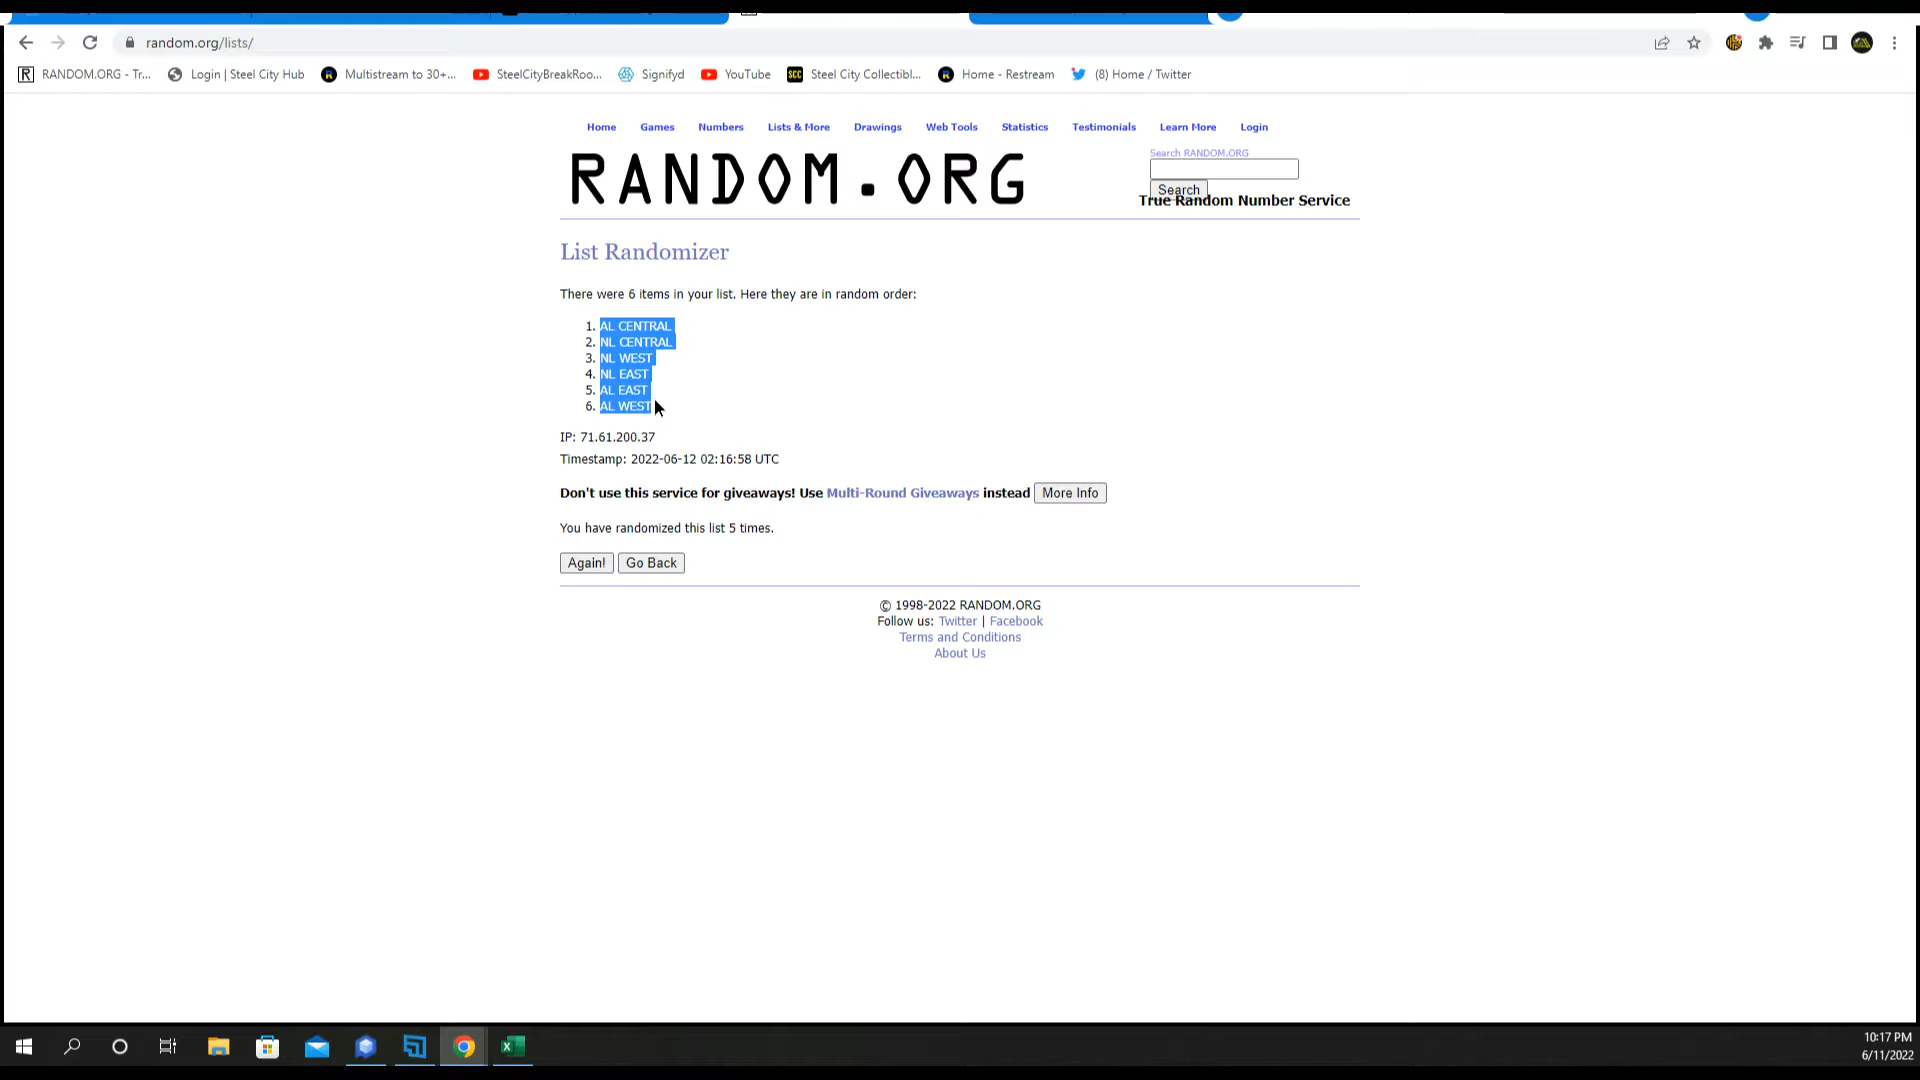 random.org/lists/
RANDOM.ORG - Tr... Login | Steel City Hub Multistream to 30+... SteelCityBreakRoo... Signifyd YouTube SCC Steel City Collectibl... Home - Restream (8) Home / Twitter
Home Games Numbers Lists & More Drawings Web Tools Statistics Testimonials Learn More Login
Search RANDOM.ORG
RANDOM.ORG
Search
True Random Number Service
List Randomizer
There were 6 items in your list. Here they are in random order:
1. AL CENTRAL
2. NL CENTRAL
3. NL WEST
4. NL EAST
5. AL EAST
6. AL WEST
IP: 71.61.200.37
Timestamp: 2022-06-12 02:16:58 UTC
Don't use this service for giveaways! Use Multi-Round Giveaways instead More Info
You have randomized this list 5 times.
Again! Go Back
© 1998-2022 RANDOM.ORG
Follow us: Twitter | Facebook
Terms and Conditions
About Us
10:17 PM
6/11/2022